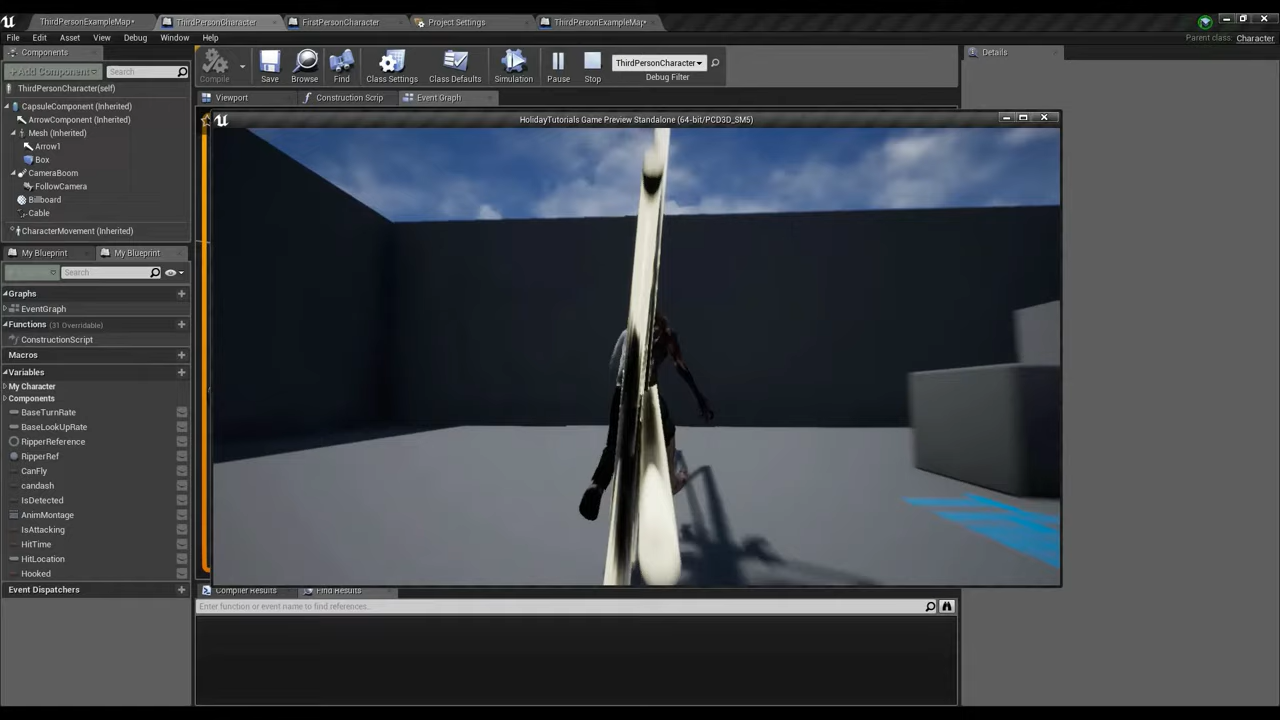 ThirdPersonExampleMap*
ThirdPersonCharacter
FirstPersonCharacter
Project Settings
ThirdPersonExampleMap*
File Edit Asset View Debug Window Help
Parent class: Character
Components
+Add Component
Search
ThirdPersonCharacter(self)
CapsuleComponent (Inherited)
ArrowComponent (Inherited)
Mesh (Inherited)
Arrow1
Box
CameraBoom
FollowCamera
Billboard
Cable
CharacterMovement (Inherited)
Compile
Save
Browse
Find
Class Settings
Class Defaults
Simulation
Pause
Stop
ThirdPersonCharacter
Debug Filter
Details
Viewport
Construction Scrip
Event Graph
HolidayTutorials Game Preview Standalone (64-bit/PCD3D_SM5)
My Blueprint
My Blueprint
Search
Graphs
EventGraph
Functions (31 Overridable)
ConstructionScript
Macros
Variables
My Character
Components
BaseTurnRate
BaseLookUpRate
RipperReference
RipperRef
CanFly
candash
IsDetected
AnimMontage
IsAttacking
HitTime
HitLocation
Hooked
Event Dispatchers
Compiler Results
Find Results
Enter function or event name to find references...